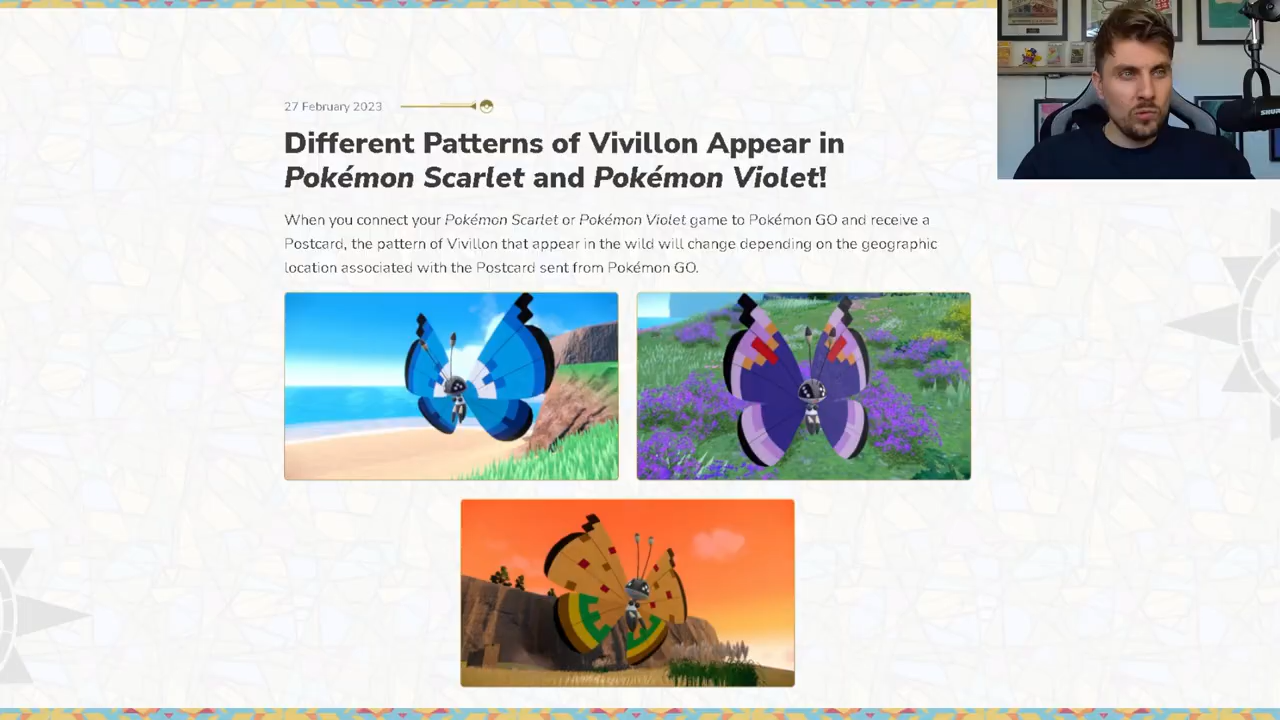 27 February 2023
Different Patterns of Vivillon Appear in
Pokémon Scarlet and Pokémon Violet!
When you connect your Pokémon Scarlet or Pokémon Violet game to Pokémon GO and receive a
Postcard, the pattern of Vivillon that appear in the wild will change depending on the geographic
location associated with the Postcard sent from Pokémon GO.